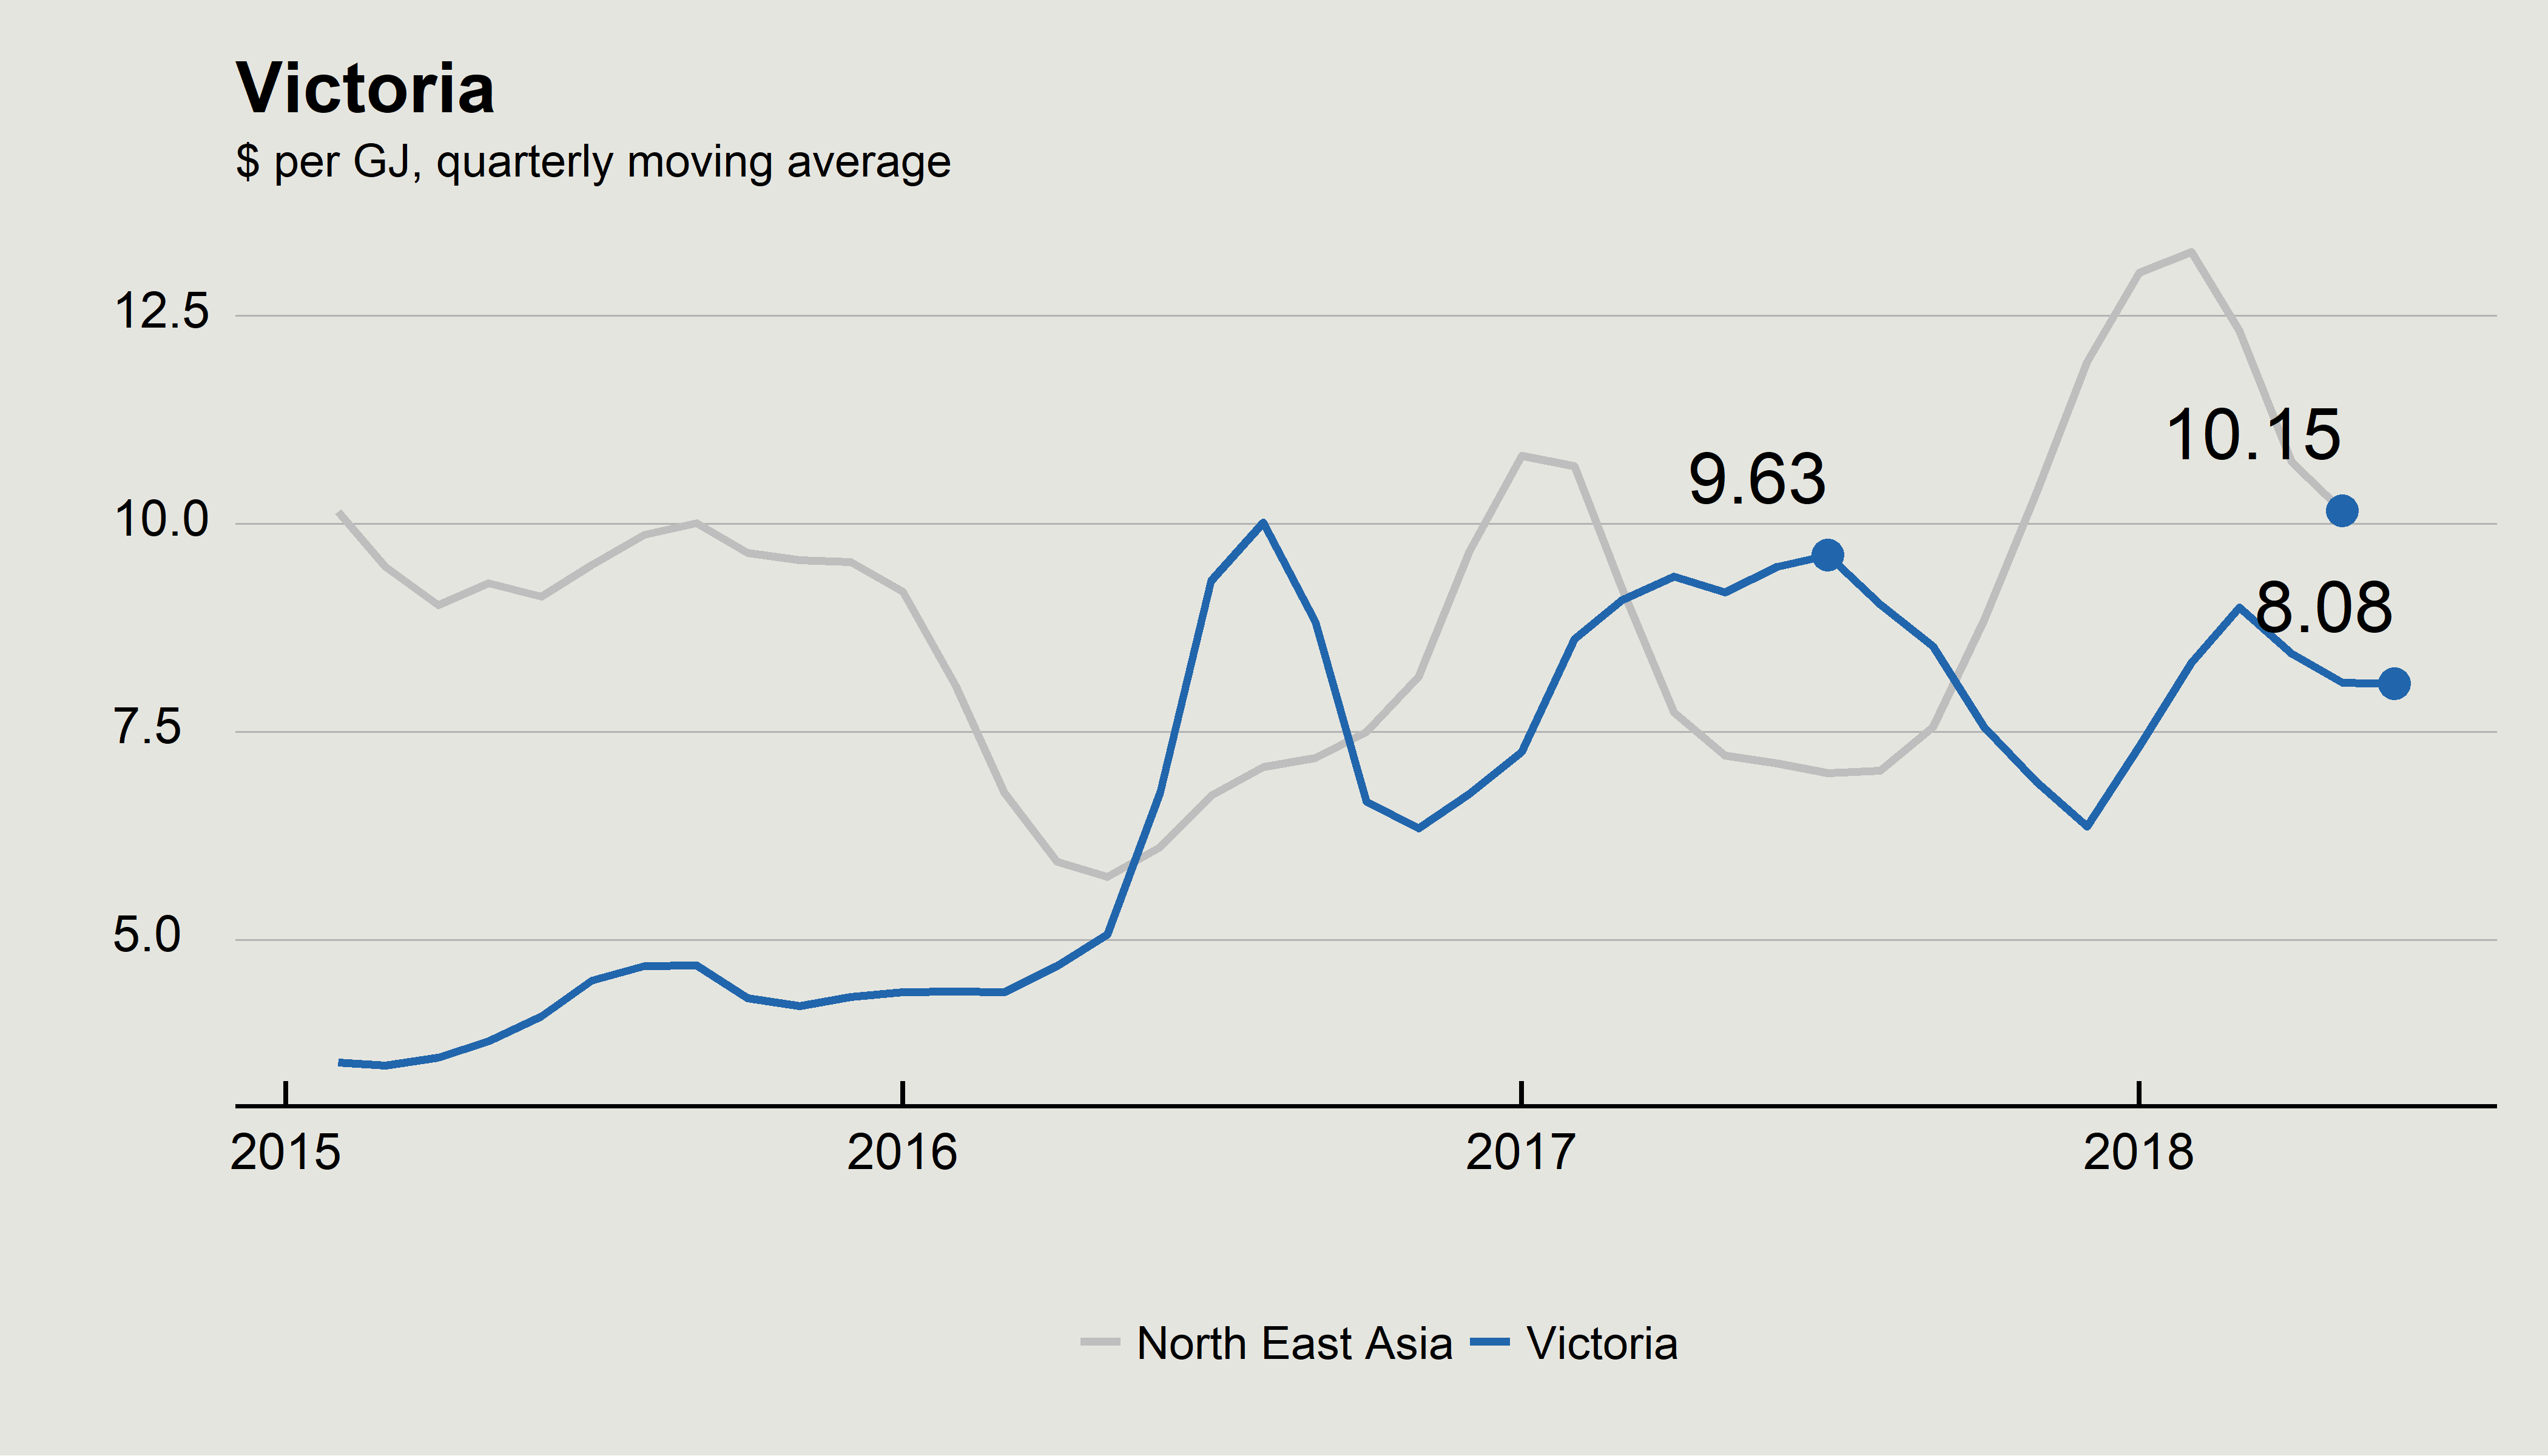 Victoria
$ per GJ, quarterly moving average
12.5
10.15
9.63
10.0
8.08
7.5
5.0
2015 2016 2017 2018
North East Asia Victoria